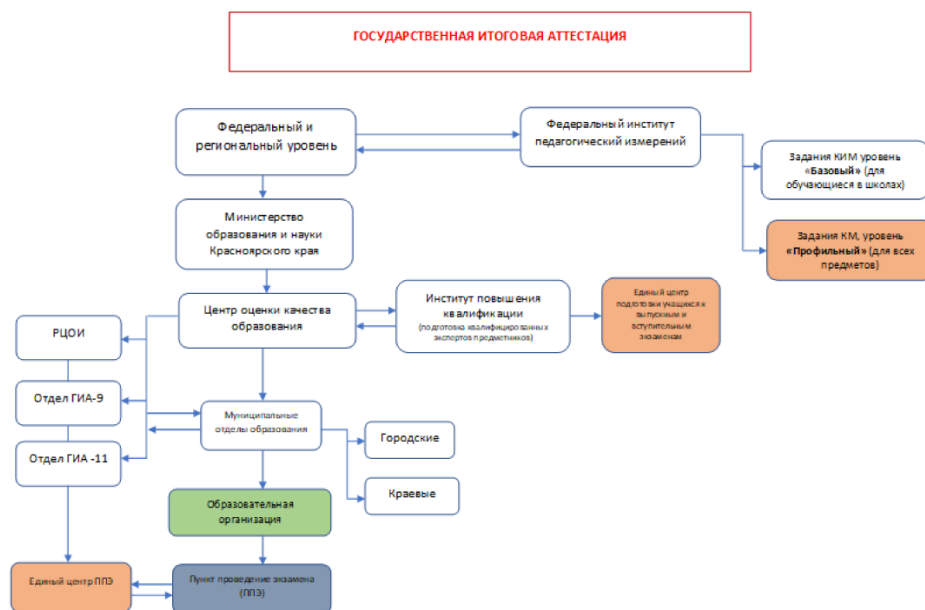 ГОСУДАРСТВЕННАЯ ИТОГОВАЯ АТТЕСТАЦИЯ
Федеральный и
региональный уровень
Федеральный институт
педагогический измерений
Задания КИМ уровень
«Базовый» (для
обучающиеся в школах)
Министерство
образования и науки
Красноярского края
Задания КМ, уровень
«Профильный» (для всех
предметов)
Центр оценки качества
образования
Институт повышения
квалификации
(подготовка квалифицированных
экспертов предметников)
Единый центр
подготовки учащихся к
выпускным и
вступительным
экзаменам
РЦОИ
Отдел ГИА-9
Отдел ГИА -11
Муниципальные
отделы образования
Городские
Краевые
Образовательная
организация
Единый центр ППЭ
Пункт проведение экзамена
(ППЭ)